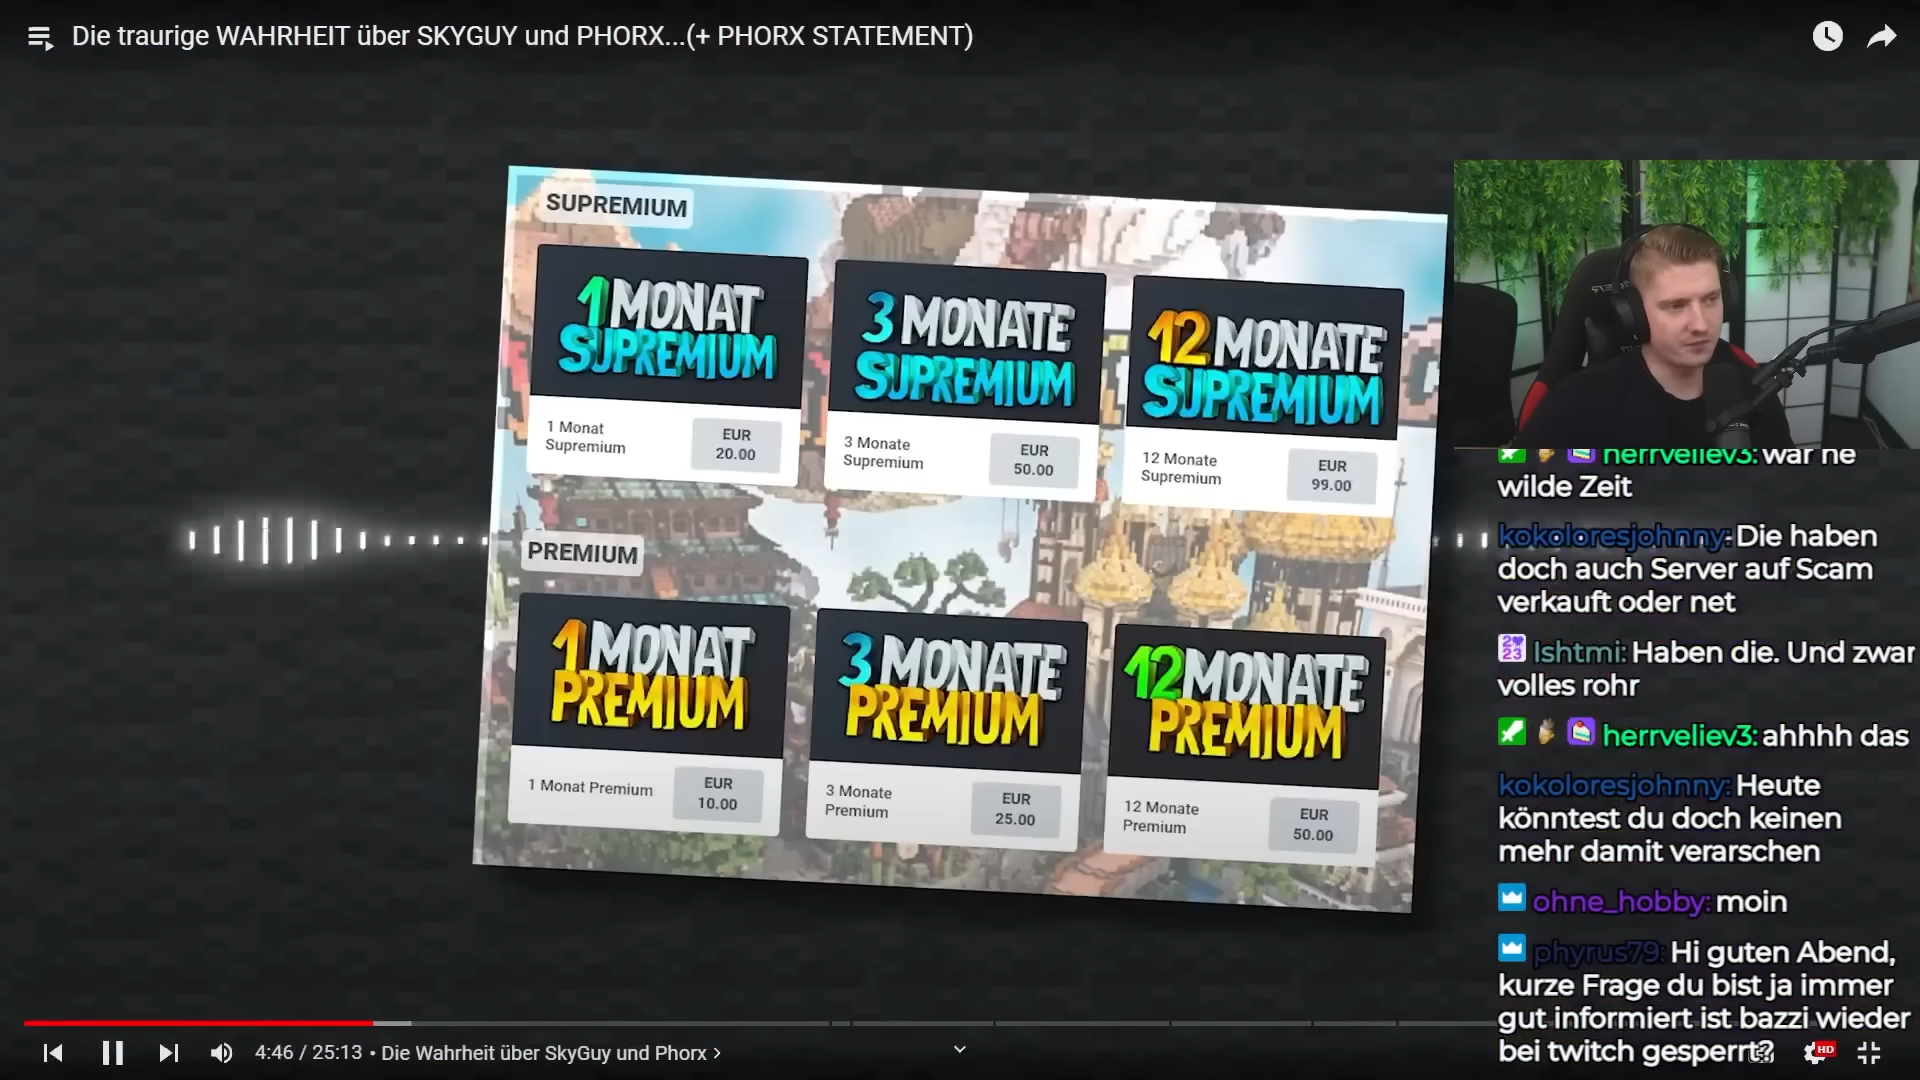 Die traurige WAHRHEIT über SKYGUY und PHORX...(+ PHORX STATEMENT)
SUPREMIUM
1 MONAT
SUPREMIUM
1 Monat
Supremium
EUR
20.00
3 MONATE
SUPREMIUM
3 Monate
Supremium
EUR
50.00
12 MONATE
SUPREMIUM
12 Monate
Supremium
EUR
99.00
PREMIUM
1 MONAT
PREMIUM
1 Monat Premium
EUR
10.00
3 MONATE
PREMIUM
3 Monate
Premium
EUR
25.00
12 MONATE
PREMIUM
12 Monate
Premium
EUR
50.00
herrveliev3: war ne
wilde Zeit
kokoloresjohnny: Die haben
doch auch Server auf Scam
verkauft oder net
lshtmi: Haben die. Und zwar
volles rohr
herrveliev3: ahhhh das
kokoloresjohnny: Heute
könntest du doch keinen
mehr damit verarschen
ohne_hobby: moin
phyrus79: Hi guten Abend,
kurze Frage du bist ja immer
gut informiert ist bazzi wieder
bei twitch gesperrt?
4:46 / 25:13 • Die Wahrheit über SkyGuy und Phorx
HD